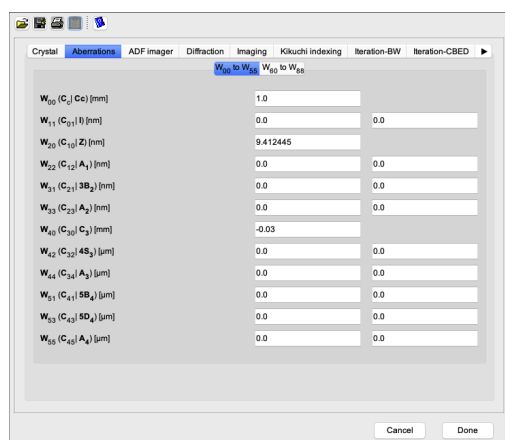 Crystal Aberrations ADF imager Diffraction Imaging Kikuchi indexing Iteration-BW Iteration-CBED
W00 to W55 W60 to W88
W00 (Cc| Cc) [mm] 1.0
W11 (C01| I) [nm] 0.0 0.0
W20 (C10| Z) [nm] 9.412445
W22 (C12| A1) [nm] 0.0 0.0
W31 (C21| 3B2) [nm] 0.0 0.0
W33 (C23| A2) [nm] 0.0 0.0
W40 (C30| C3) [mm] -0.03
W42 (C32| 4S3) [µm] 0.0 0.0
W44 (C34| A3) [µm] 0.0 0.0
W51 (C41| 5B4) [µm] 0.0 0.0
W53 (C43| 5D4) [µm] 0.0 0.0
W55 (C45| A4) [µm] 0.0 0.0
Cancel Done